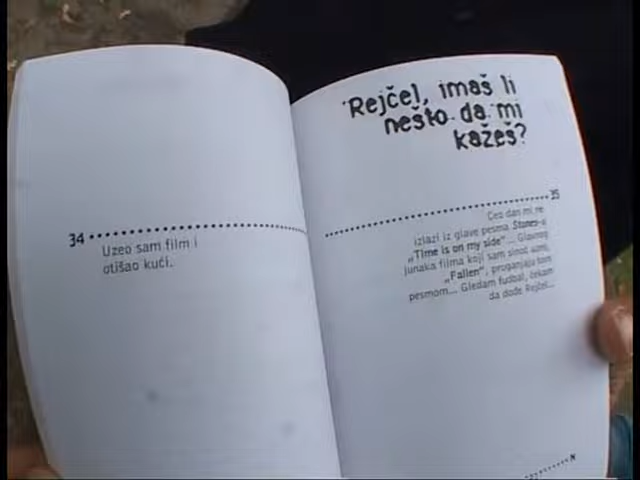 34
Uzeo sam film i
otišao kući.
Rejčel, imaš li
nešto da mi
kažeš?
35
Ceo dan mi ne
izlazi iz glave pesma Stones-a
„Time is on my side"... Glavnog
junaka filma koji sam sinoć uzeo,
„Fallen", proganjaju tom
pesmom... Gledam fudbal, čekam
da dođe Rejčel...
N